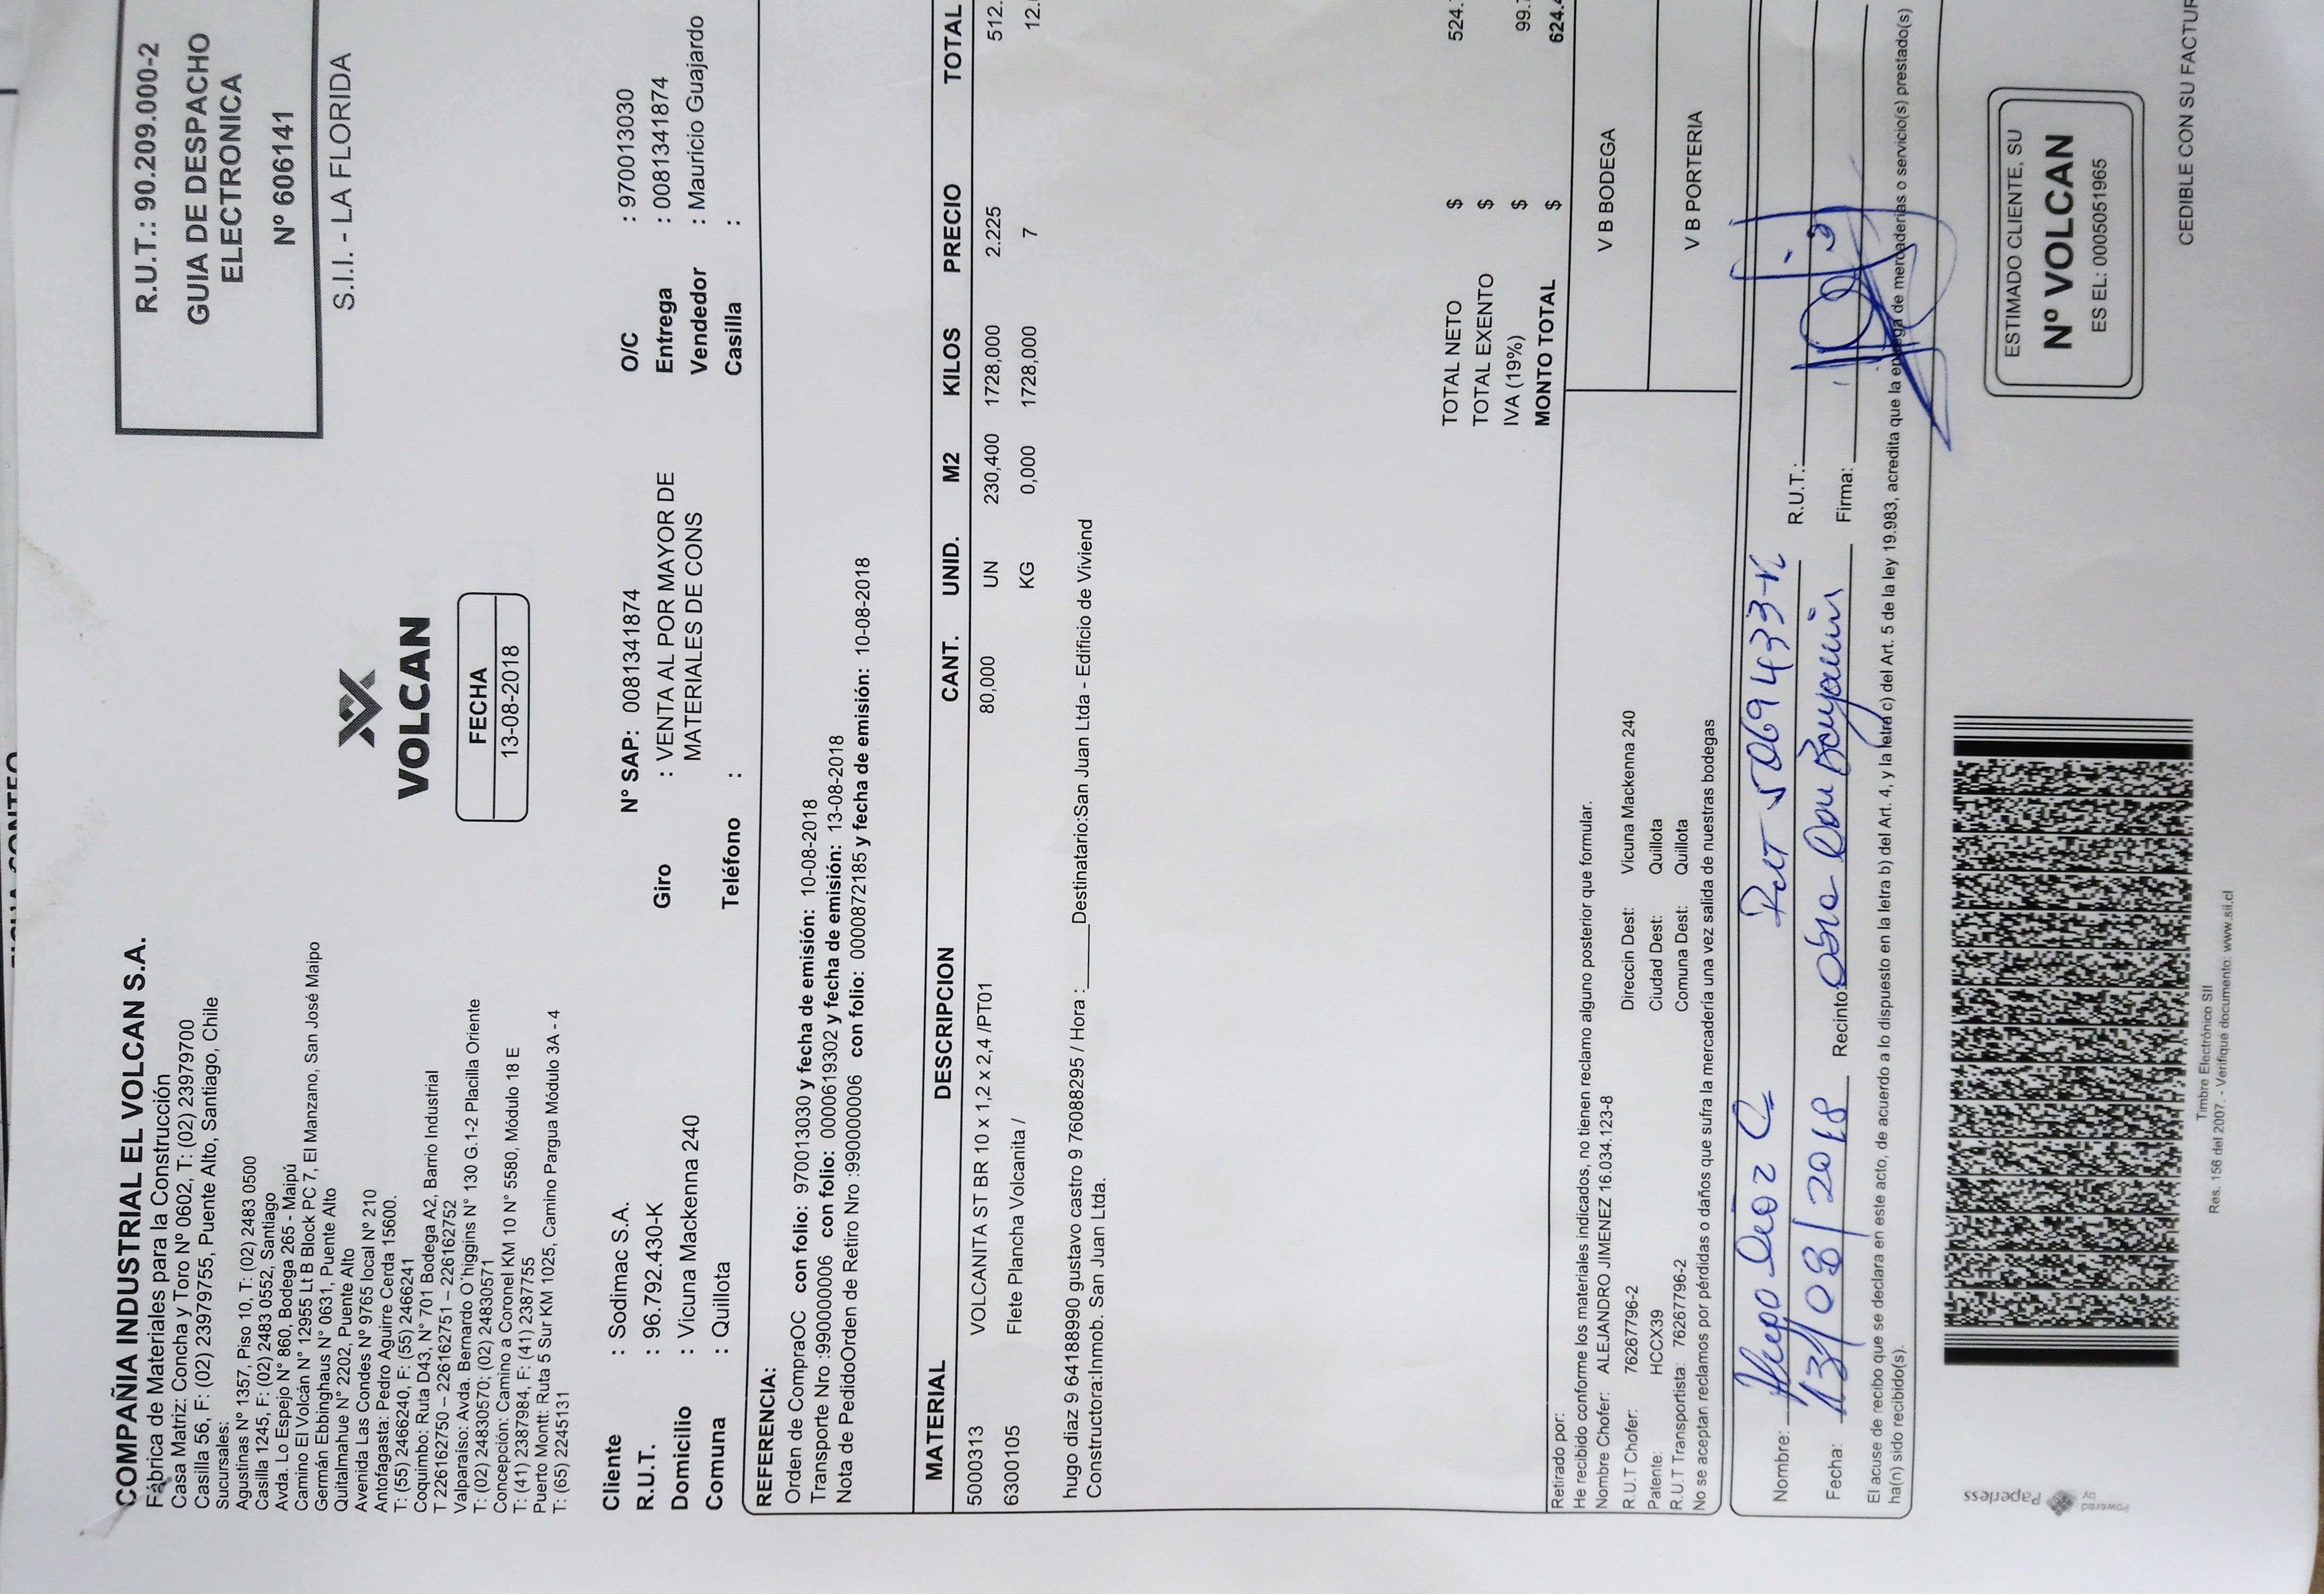 COMPAÑIA INDUSTRIAL EL VOLCAN S.A.
Fábrica de Materiales para la Construcción
Casa Matriz: Concha y Toro Nº 0602, T: (02) 23979700
Casilla 56, F: (02) 23979755, Puente Alto, Santiago, Chile
Sucursales:
Agustinas Nº 1357, Piso 10, T: (02) 2483 0500
Casilla 1245, F: (02) 2483 0552, Santiago
Avda. Lo Espejo N° 860, Bodega 265 - Maipú
Camino El Volcán N° 12955 Lt B Block PC 7, El Manzano, San José Maipo
Germán Ebbinghaus N° 0631, Puente Alto
Quitalmahue N° 2202, Puente Alto
Avenida Las Condes Nº 9765 local Nº 210
Antofagasta: Pedro Aguirre Cerda 15600.
T: (55) 2466240, F: (55) 2466241
Coquimbo: Ruta D43, N° 701 Bodega A2, Barrio Industrial
T 226162750 – 226162751 – 226162752
Valparaíso: Avda. Bernardo O'higgins N° 130 G.1-2 Placilla Oriente
T: (02) 24830570; (02) 24830571
Concepción: Camino a Coronel KM 10 N° 5580, Módulo 18 E
T: (41) 2387984, F: (41) 2387755
Puerto Montt: Ruta 5 Sur KM 1025, Camino Pargua Módulo 3A - 4
T: (65) 2245131
VOLCAN
FECHA
13-08-2018
R.U.T.: 90.209.000-2
GUIA DE DESPACHO
ELECTRONICA
Nº 606141
S.I.I. - LA FLORIDA
Cliente : Sodimac S.A. N° SAP: 0081341874 O/C : 970013030
R.U.T. : 96.792.430-K Giro : VENTA AL POR MAYOR DE Entrega : 0081341874
Domicilio : Vicuna Mackenna 240 MATERIALES DE CONS Vendedor : Mauricio Guajardo
Comuna : Quillota Teléfono : Casilla :
REFERENCIA:
Orden de CompraOC con folio: 970013030 y fecha de emisión: 10-08-2018
Transporte Nro :990000006 con folio: 0000619302 y fecha de emisión: 13-08-2018
Nota de PedidoOrden de Retiro Nro :990000006 con folio: 0000872185 y fecha de emisión: 10-08-2018
MATERIAL DESCRIPCION CANT. UNID. M2 KILOS PRECIO TOTAL
5000313 VOLCANITA ST BR 10 x 1,2 x 2,4 /PT01 80,000 UN 230,400 1728,000 2.225 512.
6300105 Flete Plancha Volcanita / KG 0,000 1728,000 7 12.
hugo diaz 9 64188990 gustavo castro 9 76088295 / Hora :______Destinatario:San Juan Ltda - Edificio de Viviend
Constructora:Inmob. San Juan Ltda.
TOTAL NETO $ 524.
TOTAL EXENTO $
IVA (19%) $ 99.
MONTO TOTAL $ 624.
Retirado por:
He recibido conforme los materiales indicados, no tienen reclamo alguno posterior que formular.
Nombre Chofer: ALEJANDRO JIMENEZ 16.034.123-8
R.U.T Chofer: 76267796-2 Direccin Dest: Vicuna Mackenna 240
Patente: HCCX39 Ciudad Dest: Quillota
R.U.T Transportista: 76267796-2 Comuna Dest: Quillota
No se aceptan reclamos por pérdidas o daños que sufra la mercadería una vez salida de nuestras bodegas
V B BODEGA
V B PORTERIA
Nombre: Hugo Diaz C RUT 5069433-K R.U.T.:
Fecha: 13/08/2018 Recinto: Obra Don Benjamin Firma:
El acuse de recibo que se declara en este acto, de acuerdo a lo dispuesto en la letra b) del Art. 4, y la letra c) del Art. 5 de la ley 19.983, acredita que la entrega de mercaderias o servicio(s) prestado(s)
ha(n) sido recibido(s).
Powered by Paperless
Timbre Electrónico SII
Res. 156 del 2007. - Verifique documento: www.sii.cl
ESTIMADO CLIENTE, SU
Nº VOLCAN
ES EL: 0005051965
CEDIBLE CON SU FACTUR